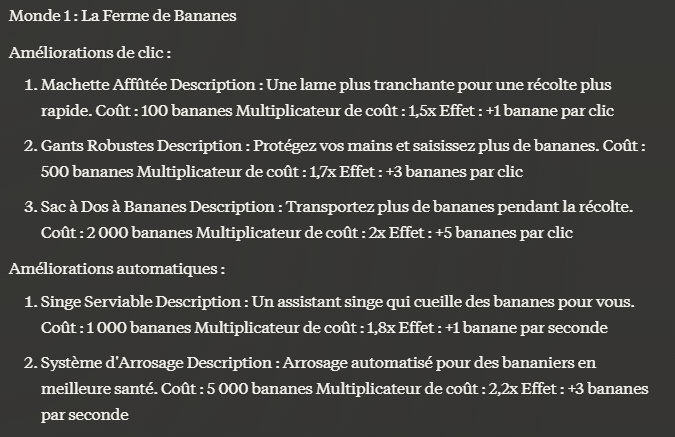 Monde 1 : La Ferme de Bananes
Améliorations de clic :
1. Machette Affûtée Description : Une lame plus tranchante pour une récolte plus
rapide. Coût : 100 bananes Multiplicateur de coût : 1,5x Effet : +1 banane par clic
2. Gants Robustes Description : Protégez vos mains et saisissez plus de bananes. Coût :
500 bananes Multiplicateur de coût : 1,7x Effet : +3 bananes par clic
3. Sac à Dos à Bananes Description : Transportez plus de bananes pendant la récolte.
Coût : 2 000 bananes Multiplicateur de coût : 2x Effet : +5 bananes par clic
Améliorations automatiques :
1. Singe Serviable Description : Un assistant singe qui cueille des bananes pour vous.
Coût : 1 000 bananes Multiplicateur de coût : 1,8x Effet : +1 banane par seconde
2. Système d'Arrosage Description : Arrosage automatisé pour des bananiers en
meilleure santé. Coût : 5 000 bananes Multiplicateur de coût : 2,2x Effet : +3 bananes
par seconde